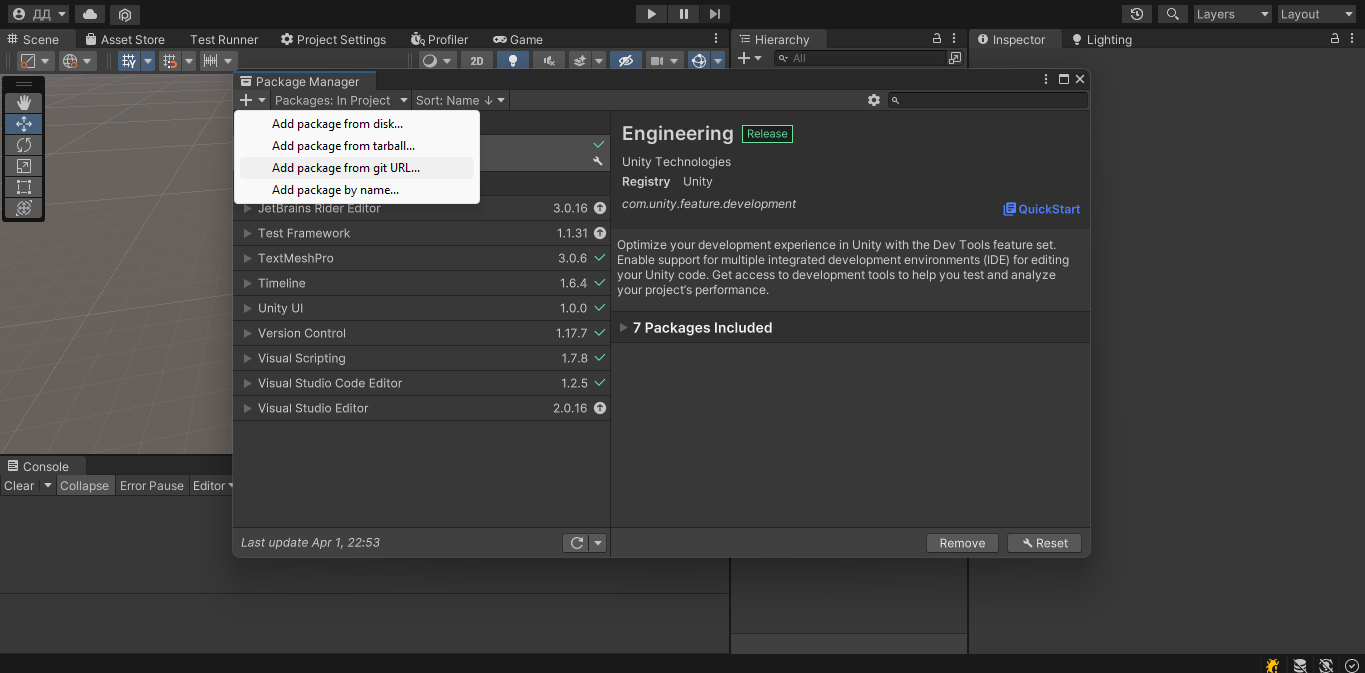 ДД
Layers
Layout
Scene
Asset Store
Test Runner
Project Settings
Profiler
Game
Hierarchy
Inspector
Lighting
2D
All
Package Manager
Packages: In Project
Sort: Name ↓
Add package from disk...
Add package from tarball...
Add package from git URL...
Add package by name...
JetBrains Rider Editor 3.0.16
Test Framework 1.1.31
TextMeshPro 3.0.6
Timeline 1.6.4
Unity UI 1.0.0
Version Control 1.17.7
Visual Scripting 1.7.8
Visual Studio Code Editor 1.2.5
Visual Studio Editor 2.0.16
Last update Apr 1, 22:53
Engineering Release
Unity Technologies
Registry Unity
com.unity.feature.development
QuickStart
Optimize your development experience in Unity with the Dev Tools feature set.
Enable support for multiple integrated development environments (IDE) for editing
your Unity code. Get access to development tools to help you test and analyze
your project's performance.
7 Packages Included
Remove
Reset
Console
Clear
Collapse
Error Pause
Editor